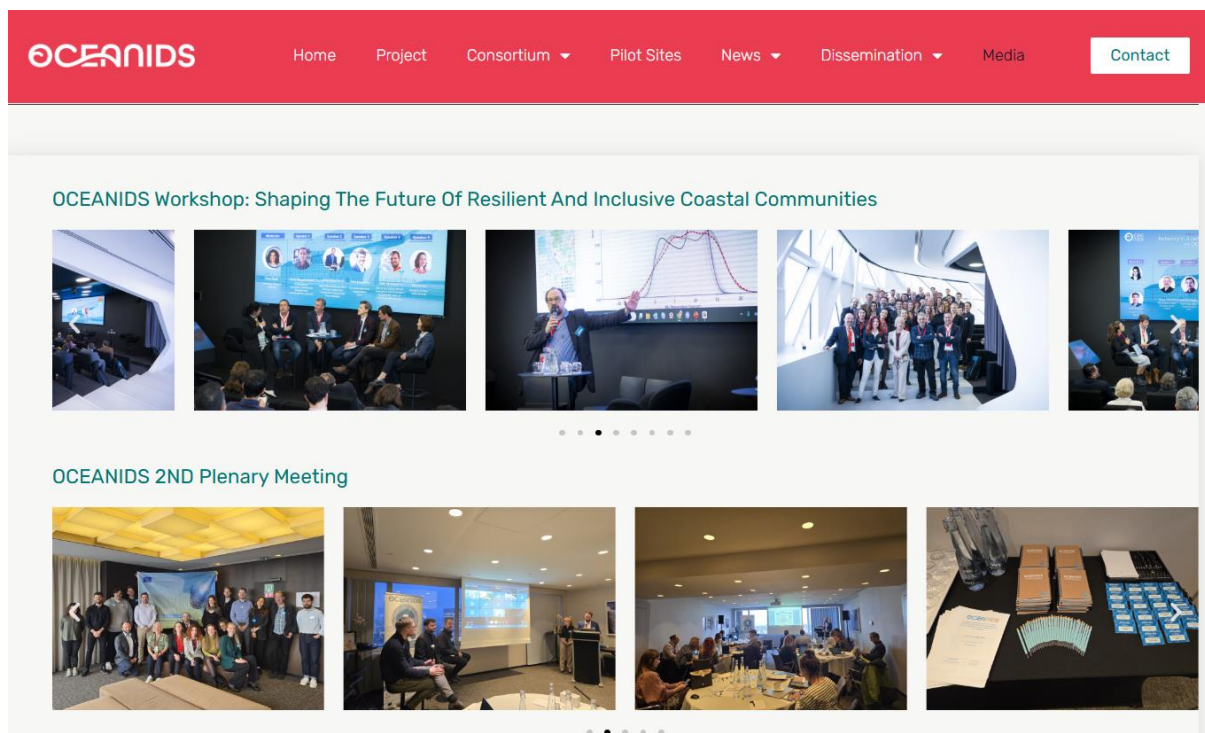 OCEANIDS
Home Project Consortium Pilot Sites News Dissemination Media Contact
OCEANIDS Workshop: Shaping The Future Of Resilient And Inclusive Coastal Communities
OCEANIDS 2ND Plenary Meeting